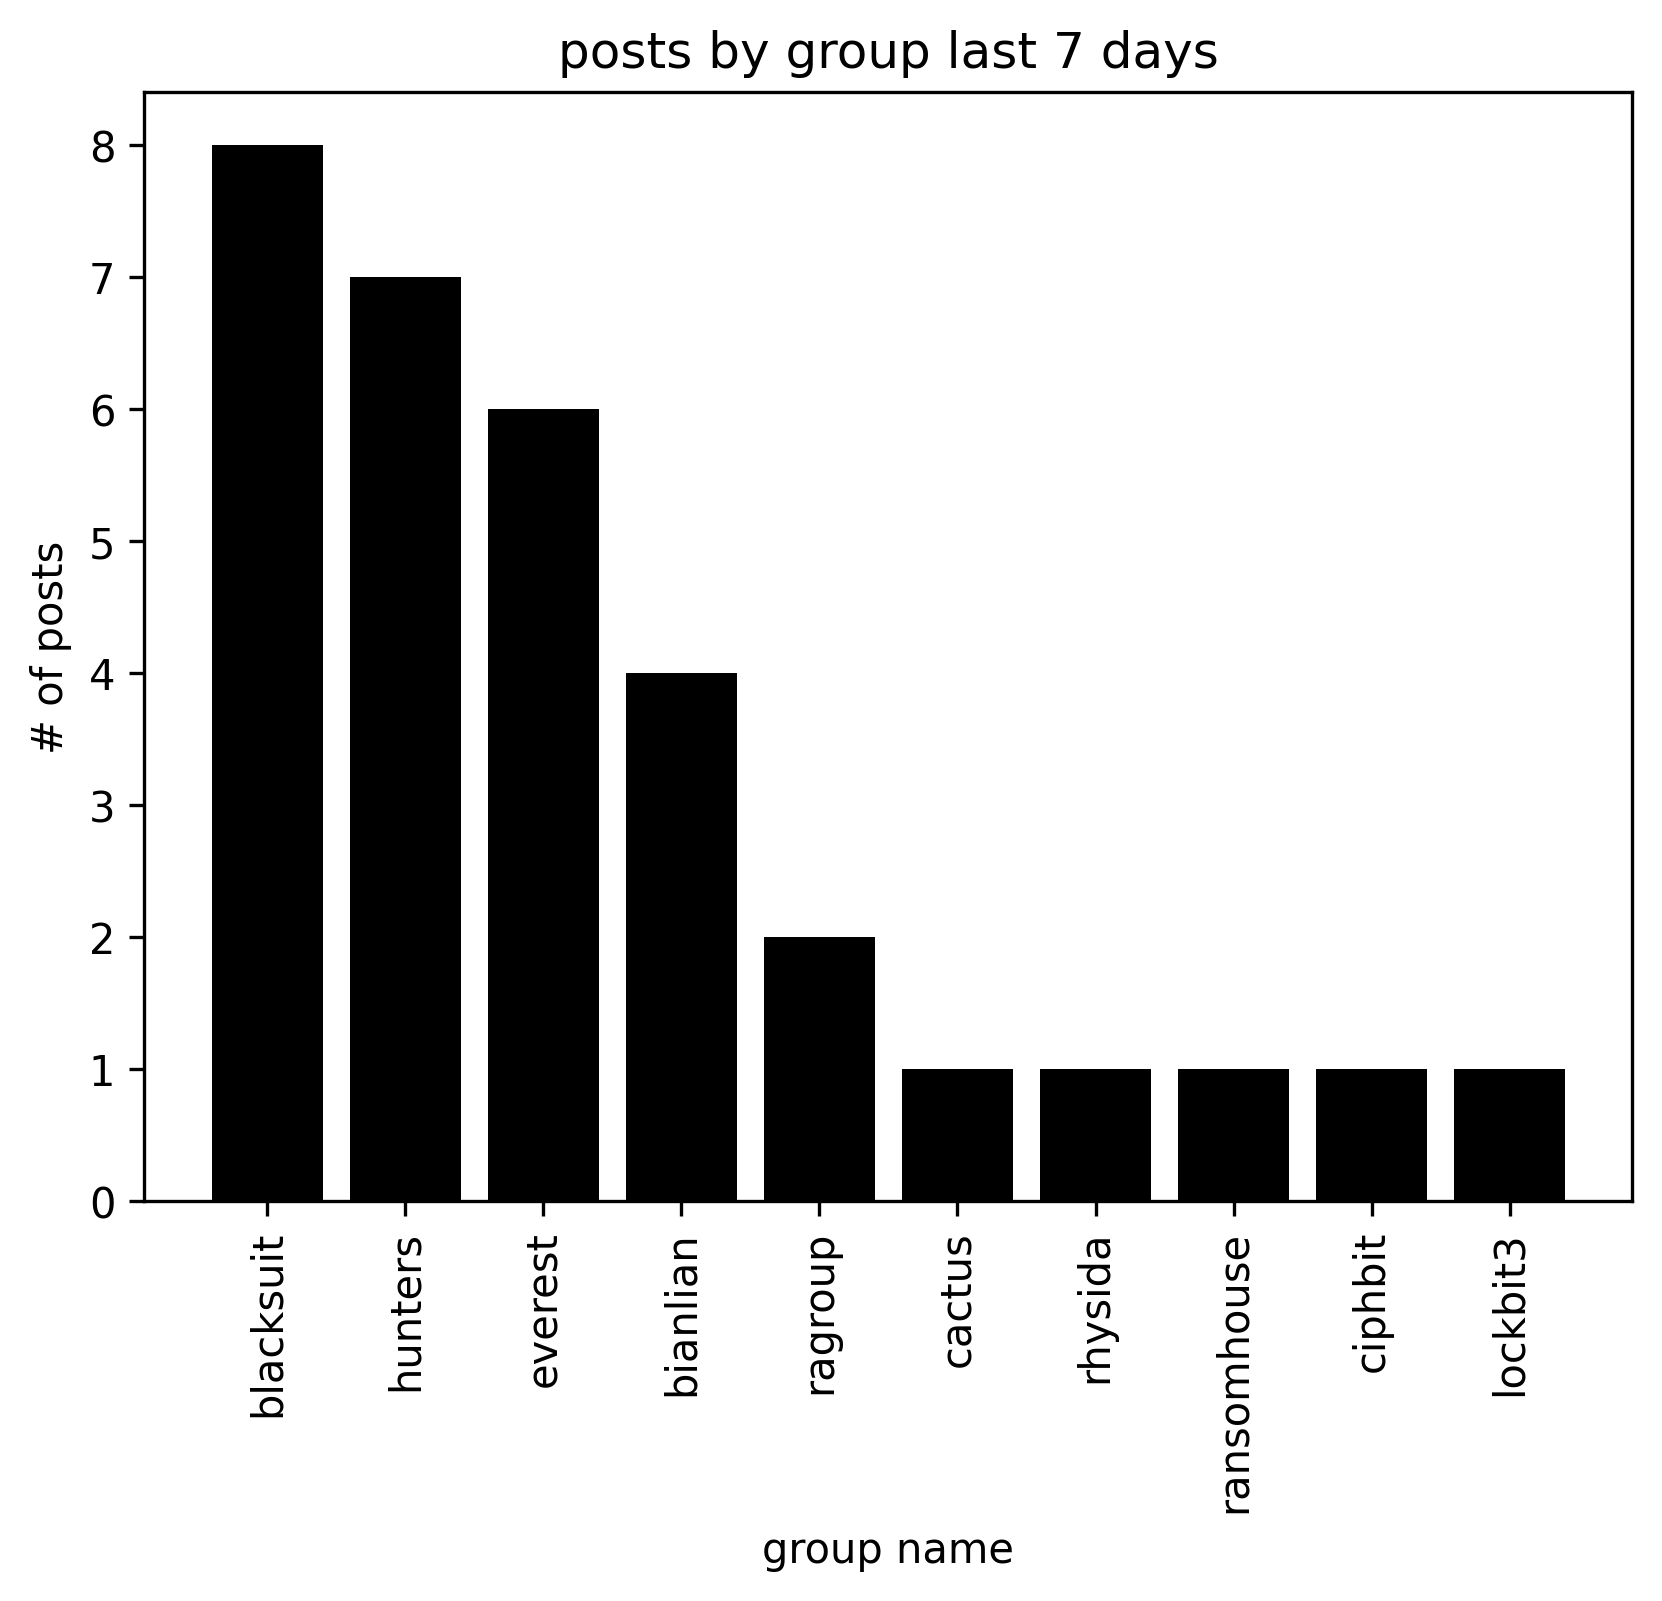 posts by group last 7 days
# of posts
8
7
6
5
4
3
2
1
0
blacksuit
hunters
everest
bianlian
ragroup
cactus
rhysida
ransomhouse
ciphbit
lockbit3
group name